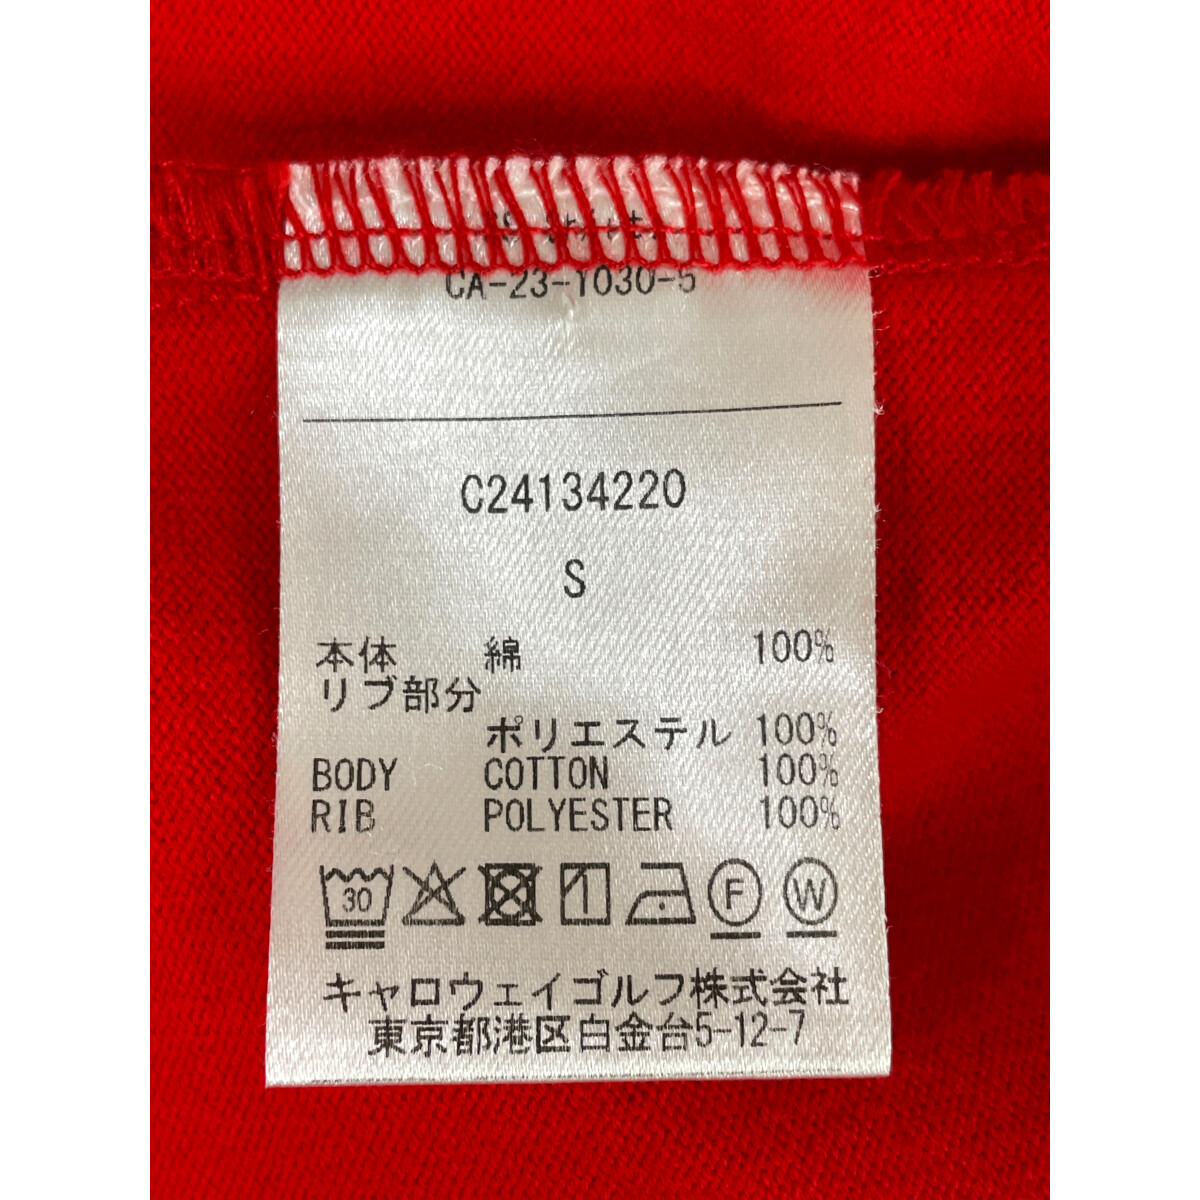 CA-23-1030-5
C24134220
S
本体 綿 100%
リブ部分
ポリエステル 100%
BODY COTTON 100%
RIB POLYESTER 100%
30 F W
キャロウェイゴルフ株式会社
東京都港区白金台5-12-7